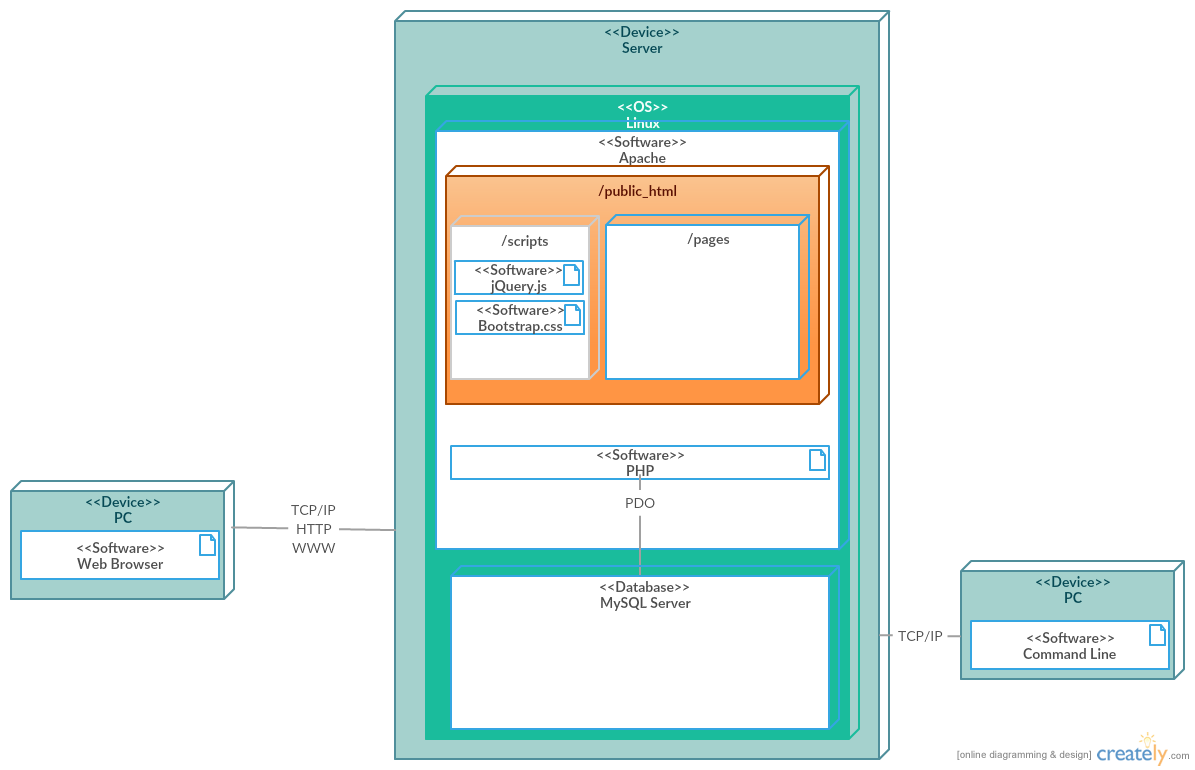 <<Device>>
Server
<<OS>>
Linux
<<Software>>
Apache
/public_html
/scripts
<<Software>>
jQuery.js
<<Software>>
Bootstrap.css
/pages
<<Software>>
PHP
PDO
<<Database>>
MySQL Server
<<Device>>
PC
<<Software>>
Web Browser
TCP/IP
HTTP
WWW
TCP/IP
<<Device>>
PC
<<Software>>
Command Line
[online diagramming & design] creately.com